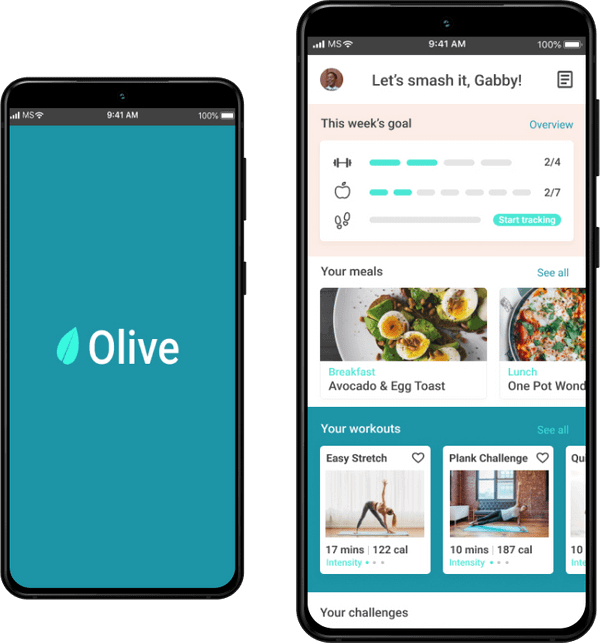 MS 9:41 AM 100%
Olive
MS 9:41 AM 100%
Let's smash it, Gabby!
This week's goal Overview
2/4
2/7
Start tracking
Your meals See all
Breakfast Lunch
Avocado & Egg Toast One Pot Wond
Your workouts See all
Easy Stretch Plank Challenge Qu
17 mins | 122 cal 10 mins | 187 cal 10
Intensity Intensity Inten
Your challenges